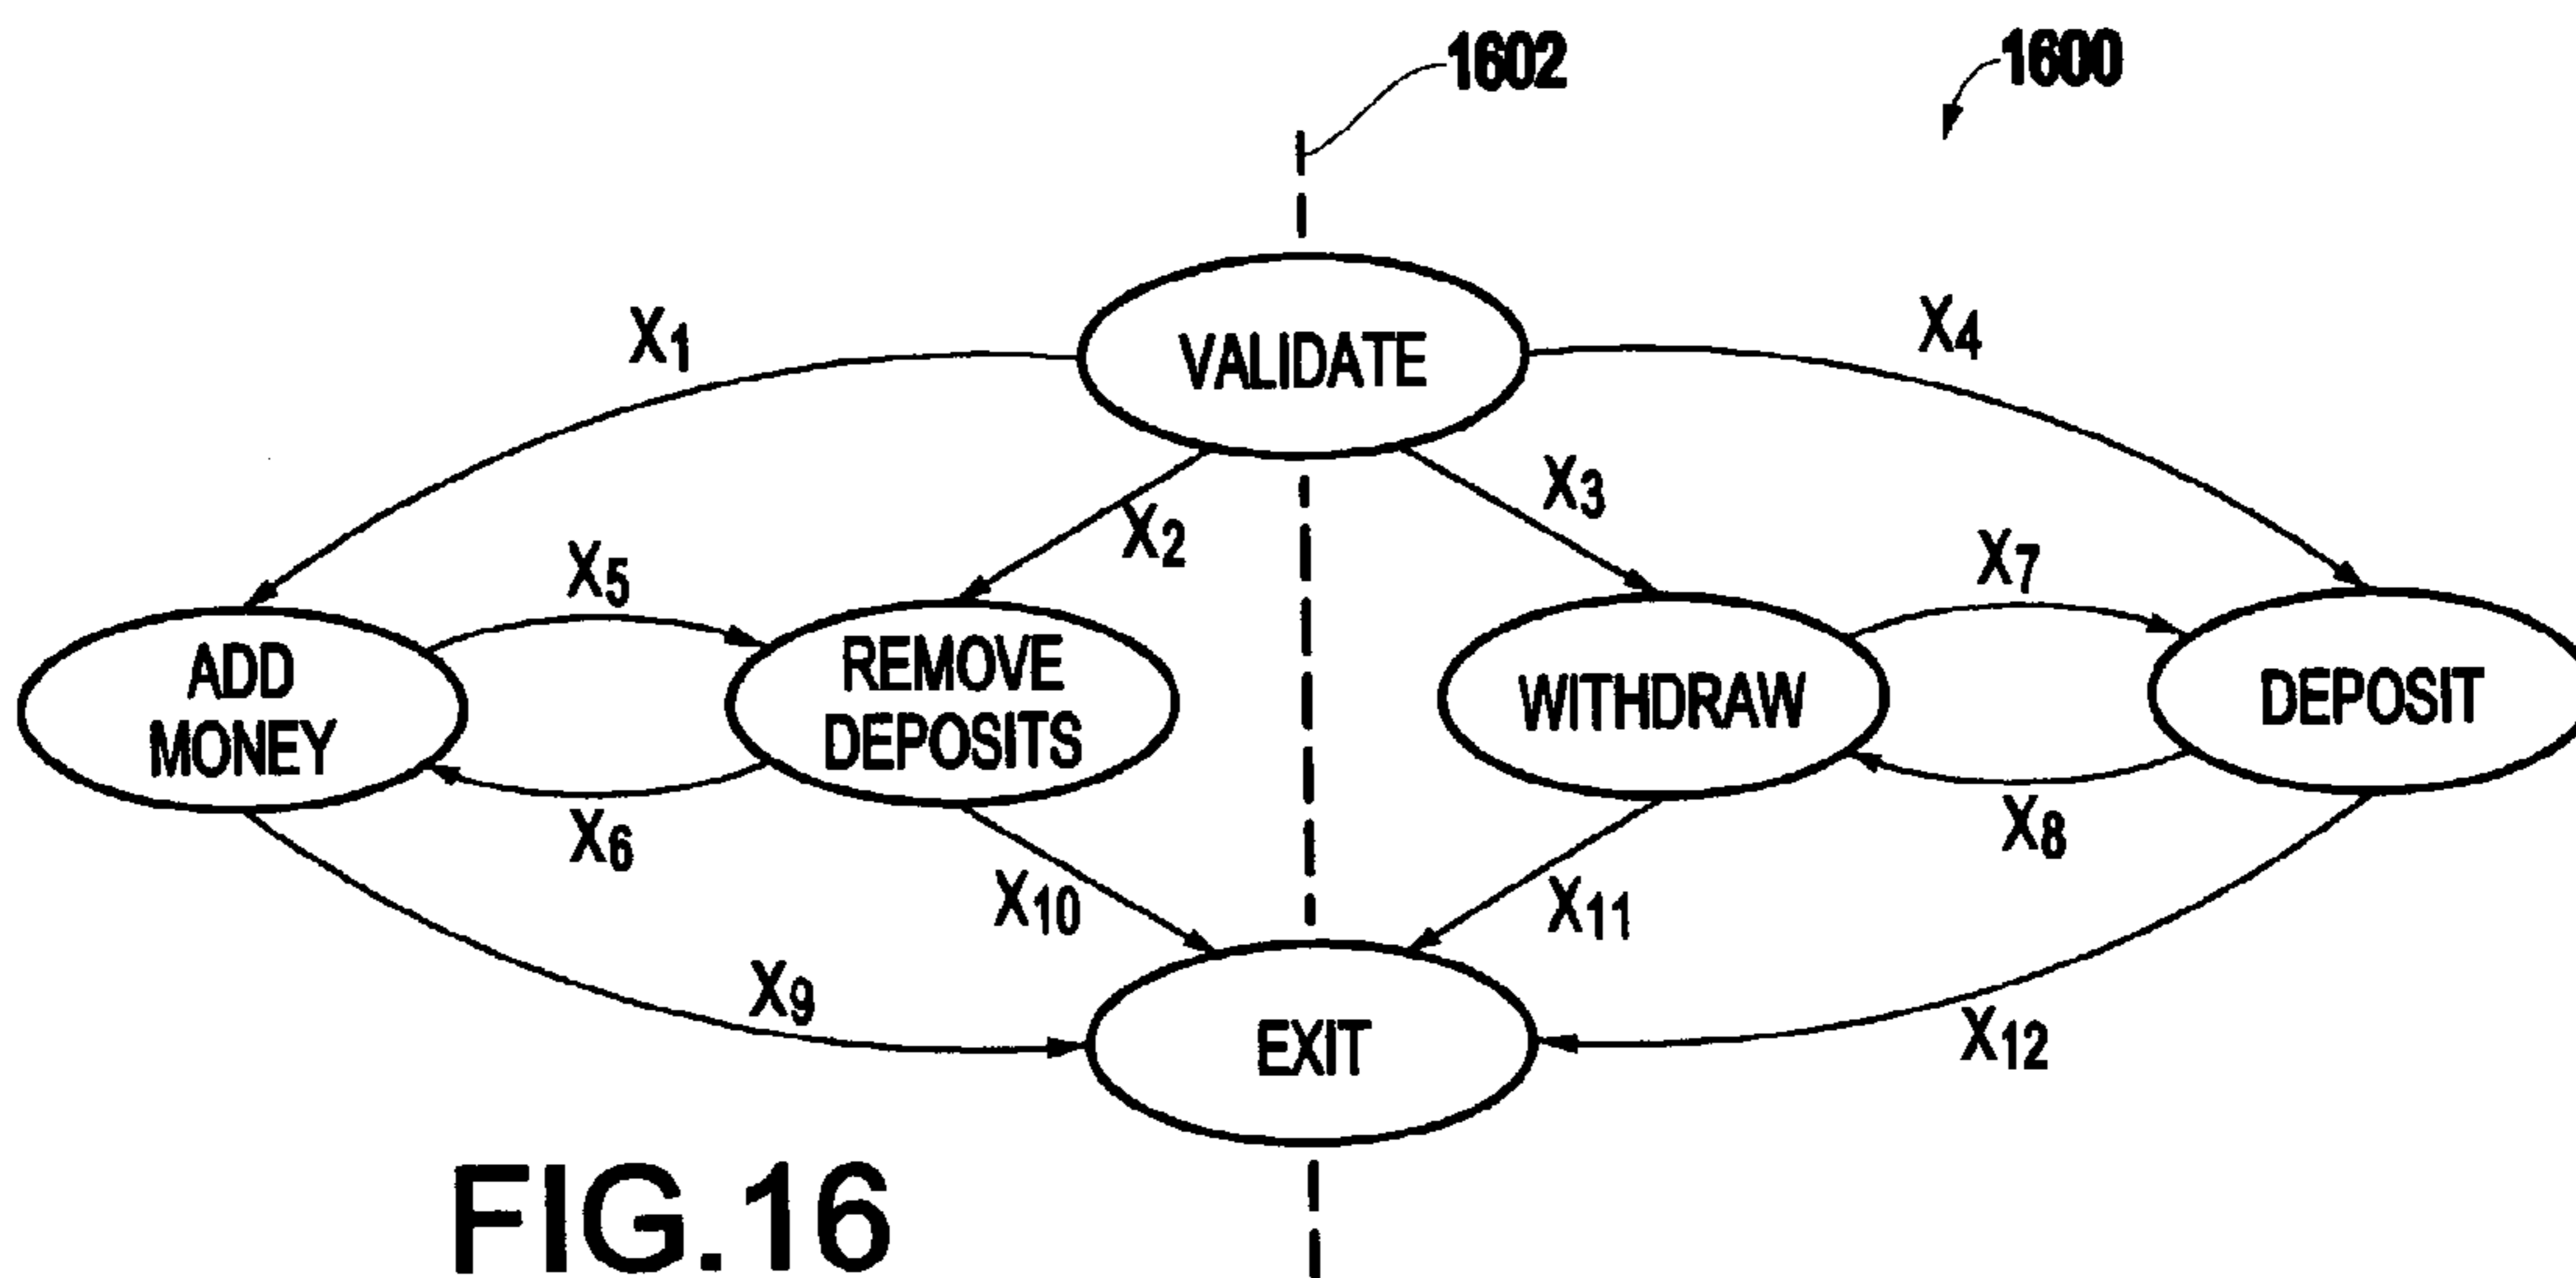 1602
1600
VALIDATE
X1
X4
X2
X3
X5
X7
ADD
MONEY
REMOVE
DEPOSITS
WITHDRAW
DEPOSIT
X6
X8
X10
X11
X9
X12
EXIT
FIG.16